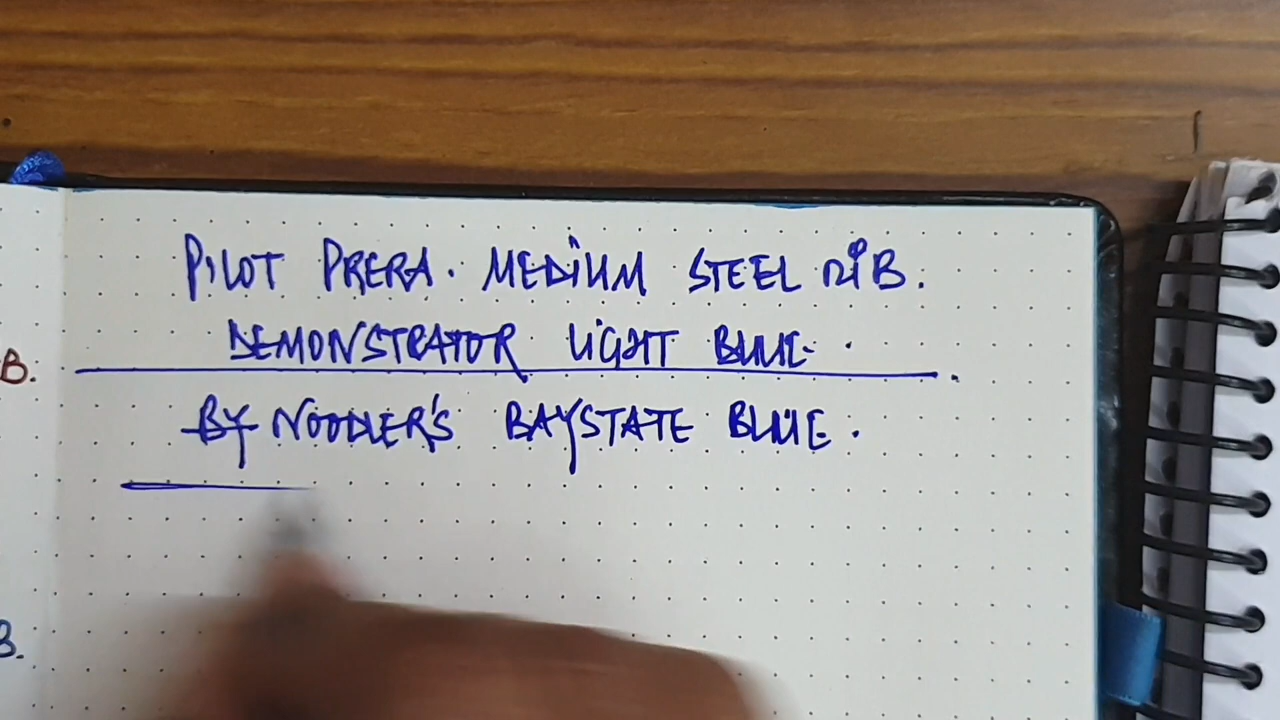 PILOT PRERA. MEDIUM STEEL NIB.
DEMONSTRATOR LIGHT BLUE.
B.
By NOODLER'S BAYSTATE BLUE.
B.